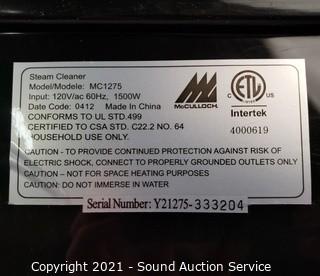 Steam Cleaner
Model/Modele: MC1275
Input: 120V/ac 60Hz, 1500W
Date Code: 0412 Made In China
CONFORMS TO UL STD.499
CERTIFIED TO CSA STD. C22.2 NO. 64
HOUSEHOLD USE ONLY.
McCULLOCH
C ETL US
Intertek
4000619
CAUTION - TO PROVIDE CONTINUED PROTECTION AGAINST RISK OF
ELECTRIC SHOCK, CONNECT TO PROPERLY GROUNDED OUTLETS ONLY
CAUTION - NOT FOR SPACE HEATING PURPOSES
CAUTION: DO NOT IMMERSE IN WATER
Serial Number: Y21275-333204
Copyright 2021 - Sound Auction Service